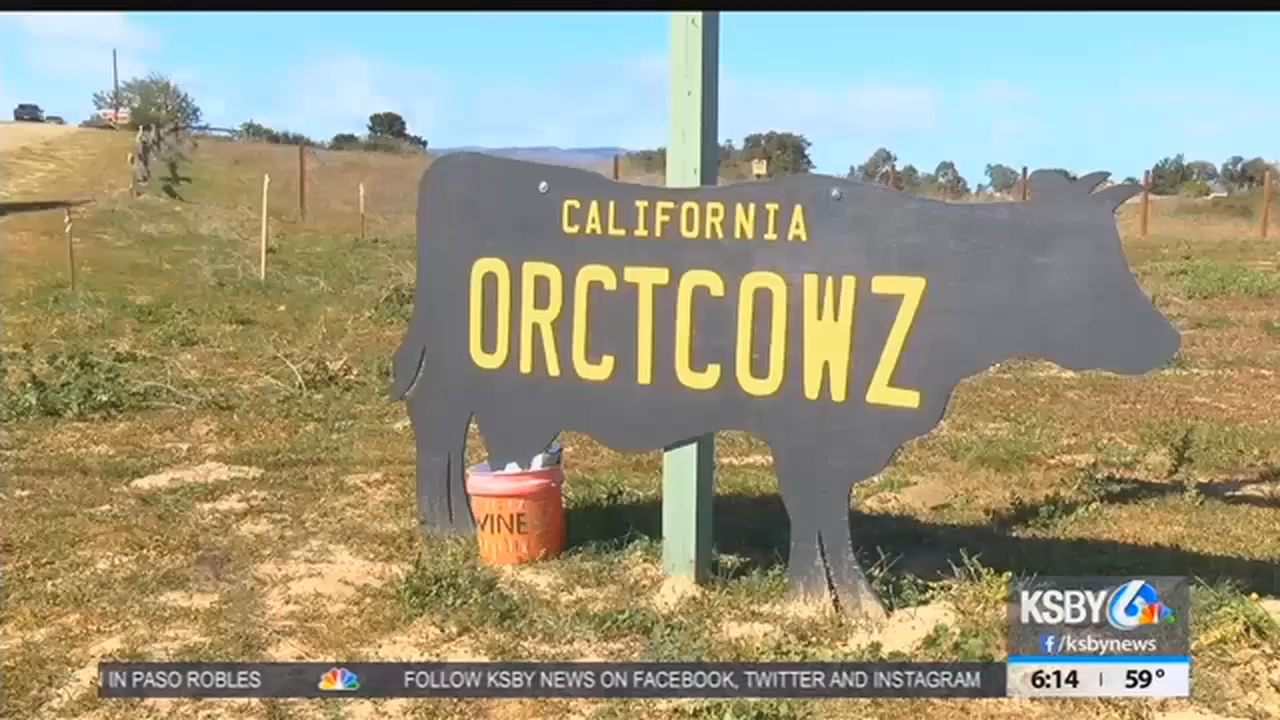 CALIFORNIA
ORCTCOWZ
WINE
KSBY 6
f/ksbynews
IN PASO ROBLES FOLLOW KSBY NEWS ON FACEBOOK, TWITTER AND INSTAGRAM 6:14 59°